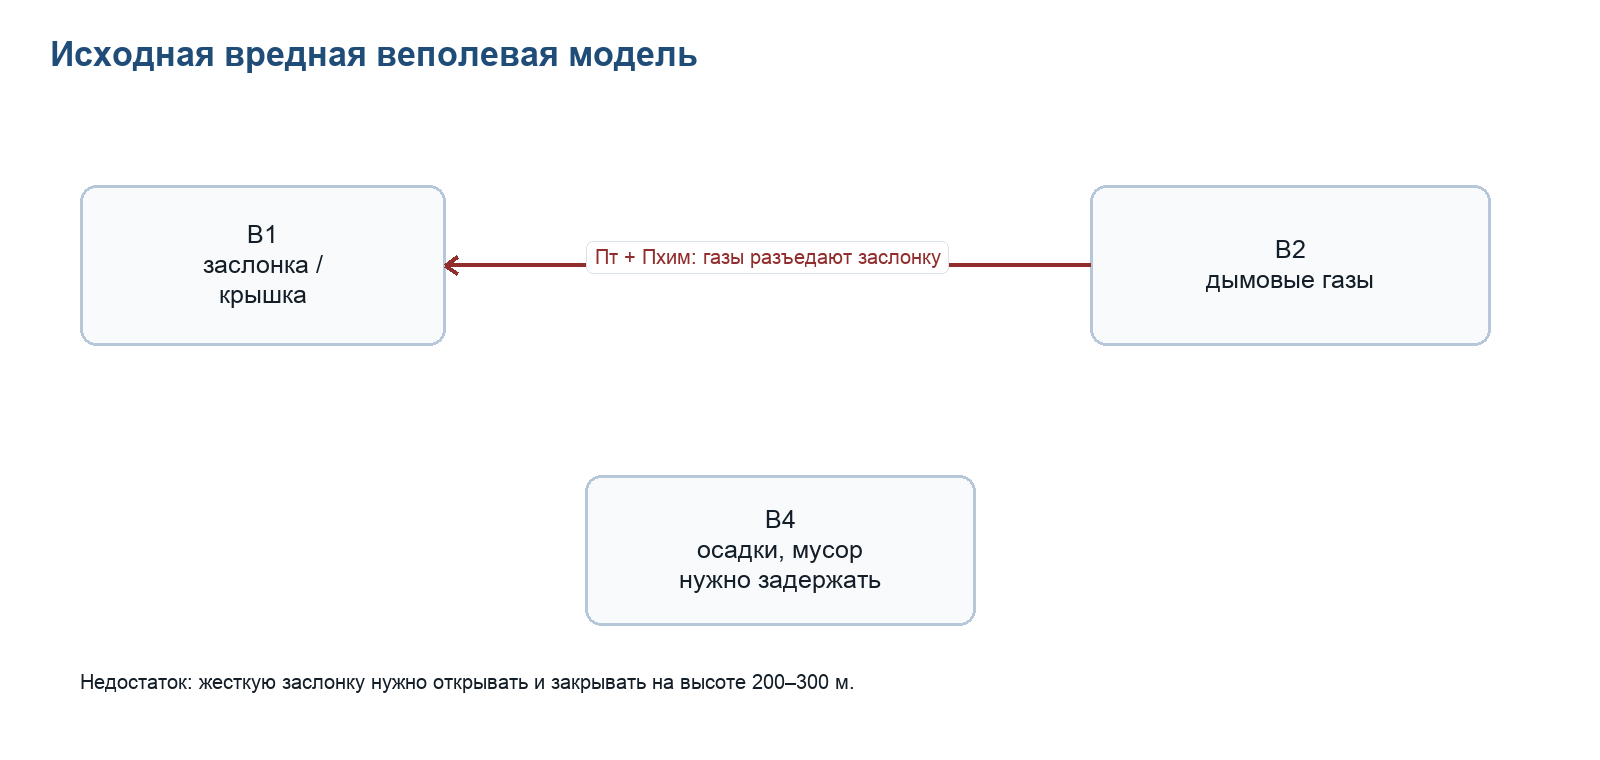 Исходная вредная веполевая модель
В1
заслонка /
крышка
Пт + Пхим: газы разъедают заслонку
В2
дымовые газы
В4
осадки, мусор
нужно задержать
Недостаток: жесткую заслонку нужно открывать и закрывать на высоте 200–300 м.